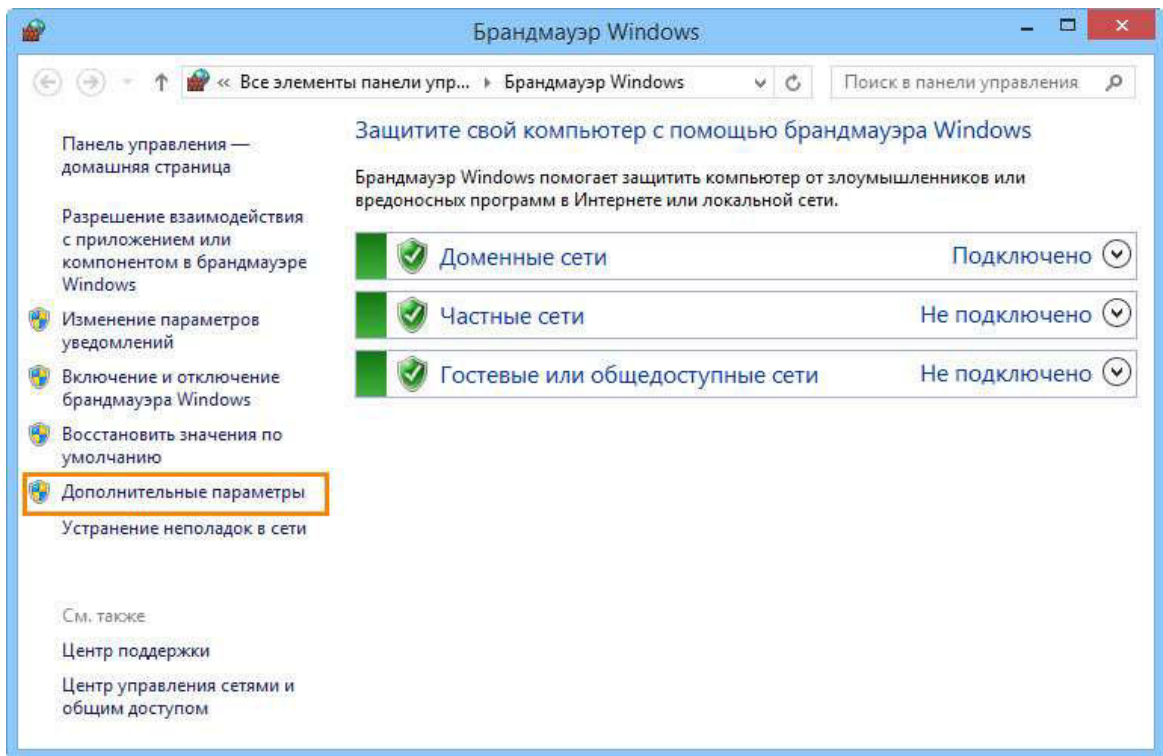 Брандмауэр Windows
« Все элементы панели упр... Брандмауэр Windows
Поиск в панели управления
Панель управления —
домашняя страница
Разрешение взаимодействия
с приложением или
компонентом в брандмауэре
Windows
Изменение параметров
уведомлений
Включение и отключение
брандмауэра Windows
Восстановить значения по
умолчанию
Дополнительные параметры
Устранение неполадок в сети
См. также
Центр поддержки
Центр управления сетями и
общим доступом
Защитите свой компьютер с помощью брандмауэра Windows
Брандмауэр Windows помогает защитить компьютер от злоумышленников или
вредоносных программ в Интернете или локальной сети.
Доменные сети Подключено
Частные сети Не подключено
Гостевые или общедоступные сети Не подключено